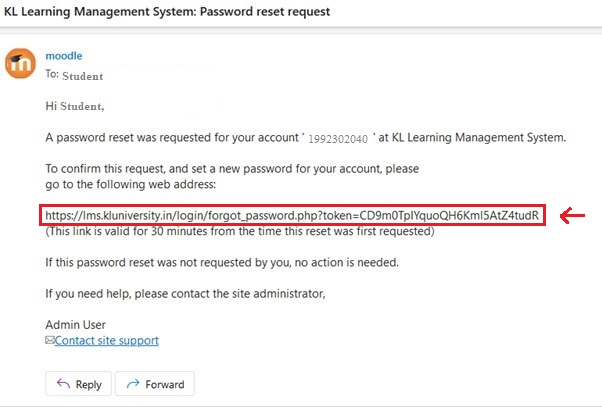 KL Learning Management System: Password reset request
moodle
To: Student
Hi Student,
A password reset was requested for your account ' 1992302040 ' at KL Learning Management System.
To confirm this request, and set a new password for your account, please
go to the following web address:
https://lms.kluniversity.in/login/forgot_password.php?token=CD9m0TplYquoQH6Kml5AtZ4tudR
(This link is valid for 30 minutes from the time this reset was first requested)
If this password reset was not requested by you, no action is needed.
If you need help, please contact the site administrator,
Admin User
Contact site support
Reply
Forward